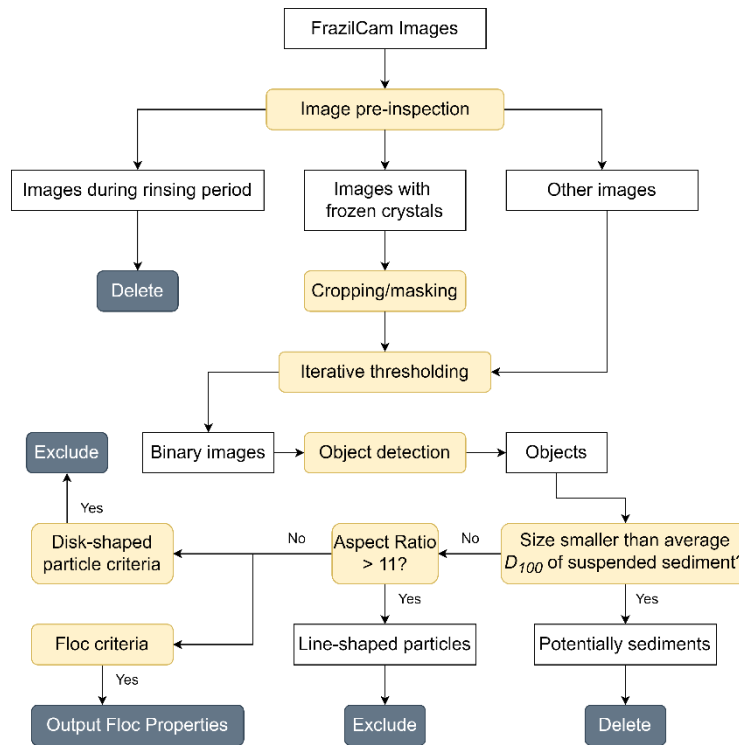 FrazilCam Images
Image pre-inspection
Images during rinsing period
Images with
frozen crystals
Other images
Delete
Cropping/masking
Iterative thresholding
Exclude
Binary images
Object detection
Objects
Yes
Disk-shaped
particle criteria
No
Aspect Ratio
> 11?
No
Size smaller than average
D100 of suspended sediment?
Yes
Yes
Floc criteria
Line-shaped particles
Potentially sediments
Yes
Output Floc Properties
Exclude
Delete